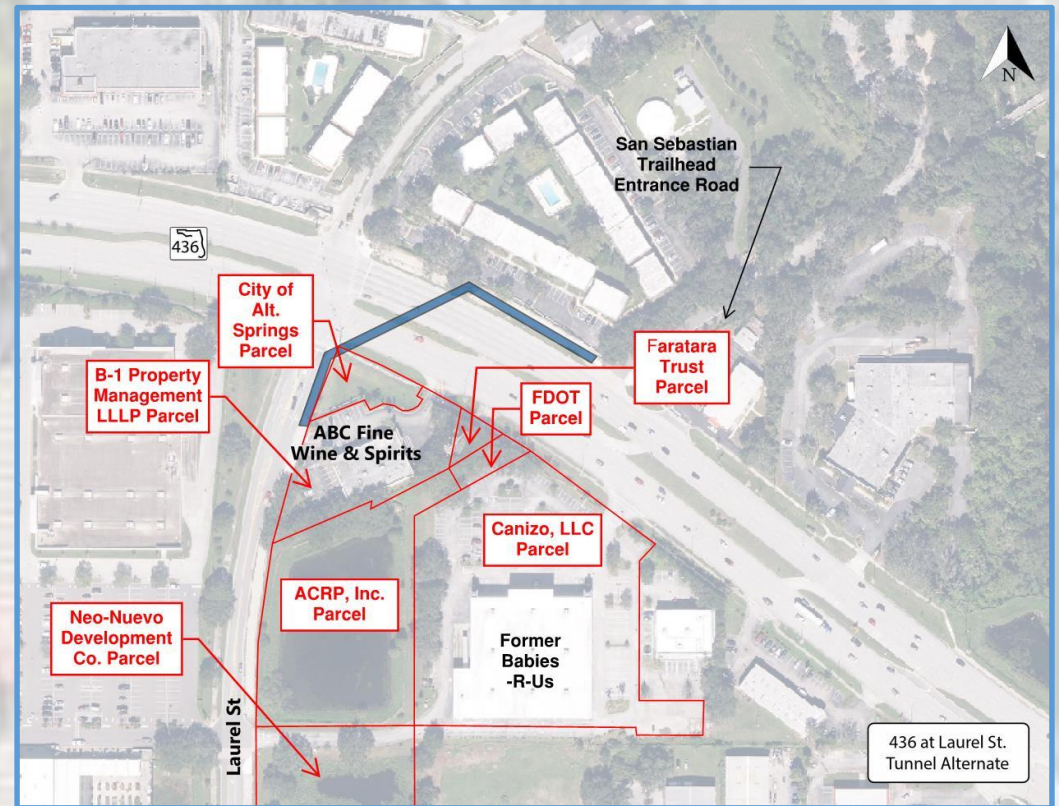 N
San Sebastian
Trailhead
Entrance Road
436
City of
Alt.
Springs
Parcel
B-1 Property
Management
LLLP Parcel
ABC Fine
Wine & Spirits
FDOT
Parcel
Faratara
Trust
Parcel
Canizo, LLC
Parcel
ACRP, Inc.
Parcel
Neo-Nuevo
Development
Co. Parcel
Former
Babies
-R-Us
Laurel St
436 at Laurel St.
Tunnel Alternate